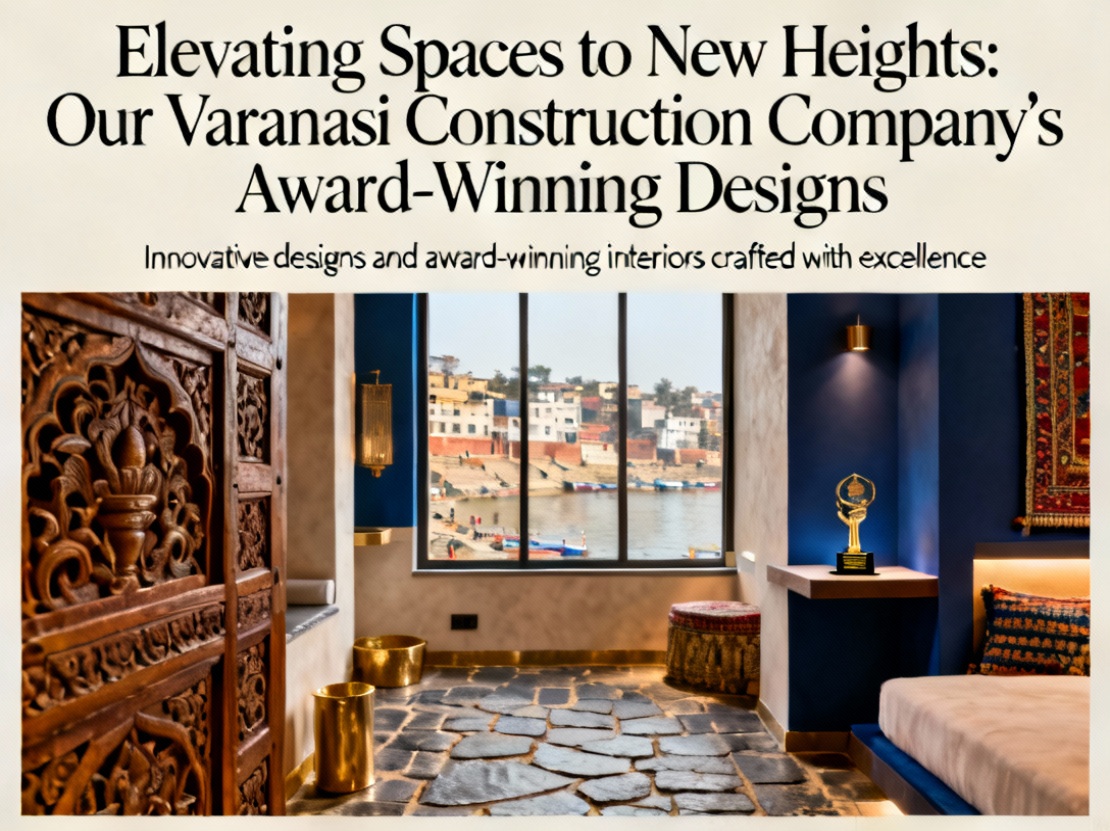 Elevating Spaces to New Heights:
Our Varanasi Construction Company's
Award-Winning Designs
Innovative designs and award-winning interiors crafted with excellence